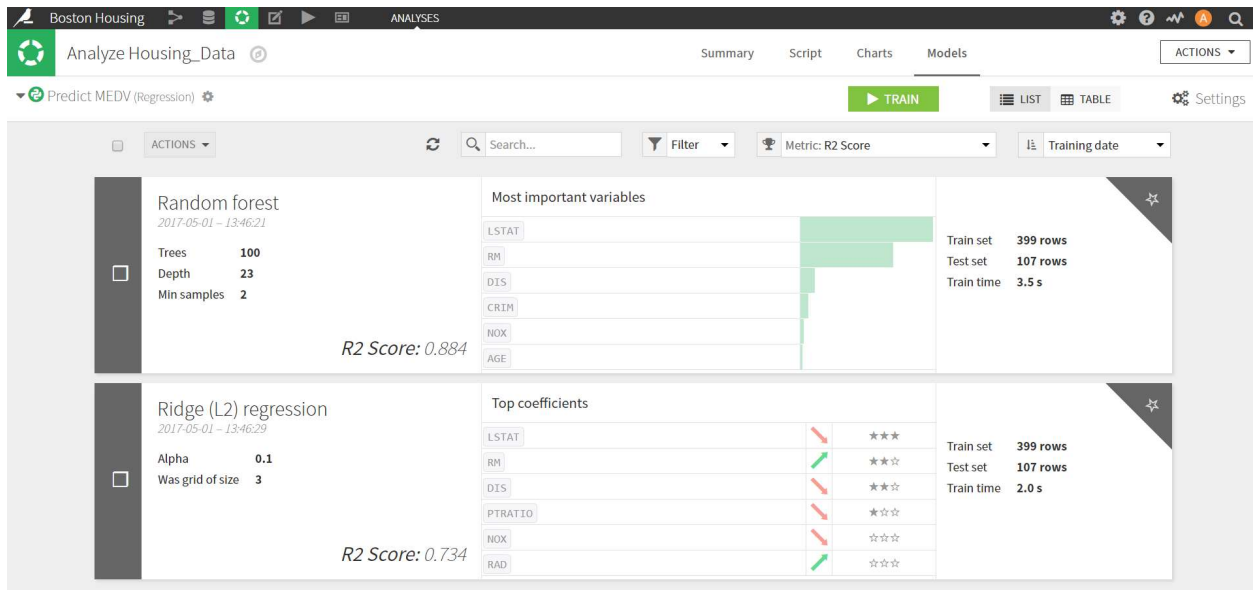 Boston Housing ANALYSES A
Analyze Housing_Data Summary Script Charts Models ACTIONS
Predict MEDV (Regression) TRAIN LIST TABLE Settings
ACTIONS Search... Filter Metric: R2 Score Training date
Random forest
2017-05-01 – 13:46:21
Trees 100
Depth 23
Min samples 2
R2 Score: 0.884
Most important variables
LSTAT
RM
DIS
CRIM
NOX
AGE
Train set 399 rows
Test set 107 rows
Train time 3.5 s
Ridge (L2) regression
2017-05-01 – 13:46:29
Alpha 0.1
Was grid of size 3
R2 Score: 0.734
Top coefficients
LSTAT ★★★
RM ★★☆
DIS ★★☆
PTRATIO ★☆☆
NOX ☆☆☆
RAD ☆☆☆
Train set 399 rows
Test set 107 rows
Train time 2.0 s